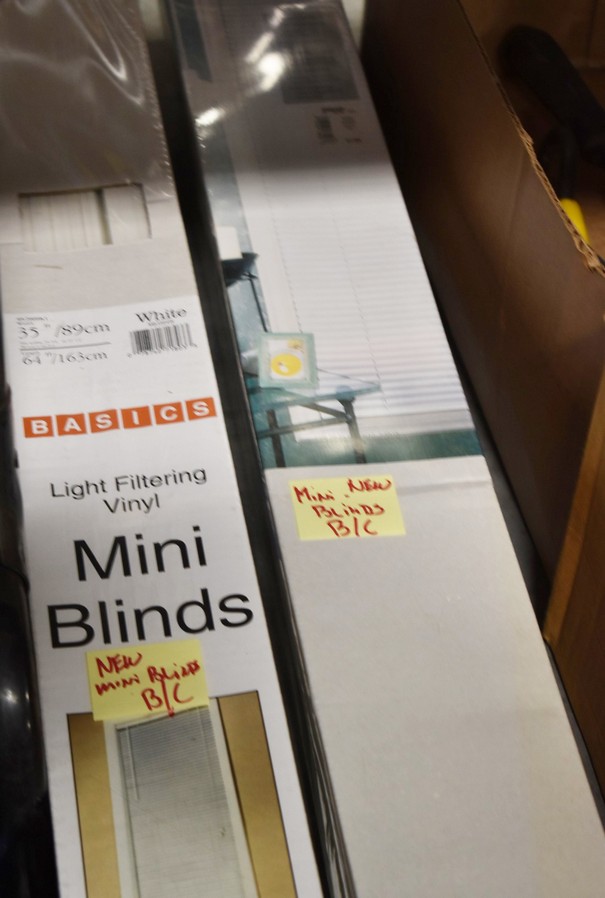 35"/89cm
64"/163cm
White
BASICS
Light Filtering
Vinyl
Mini
Blinds
NEW
mini Blinds
B/C
Mini NEW
BLiNDS
B/C